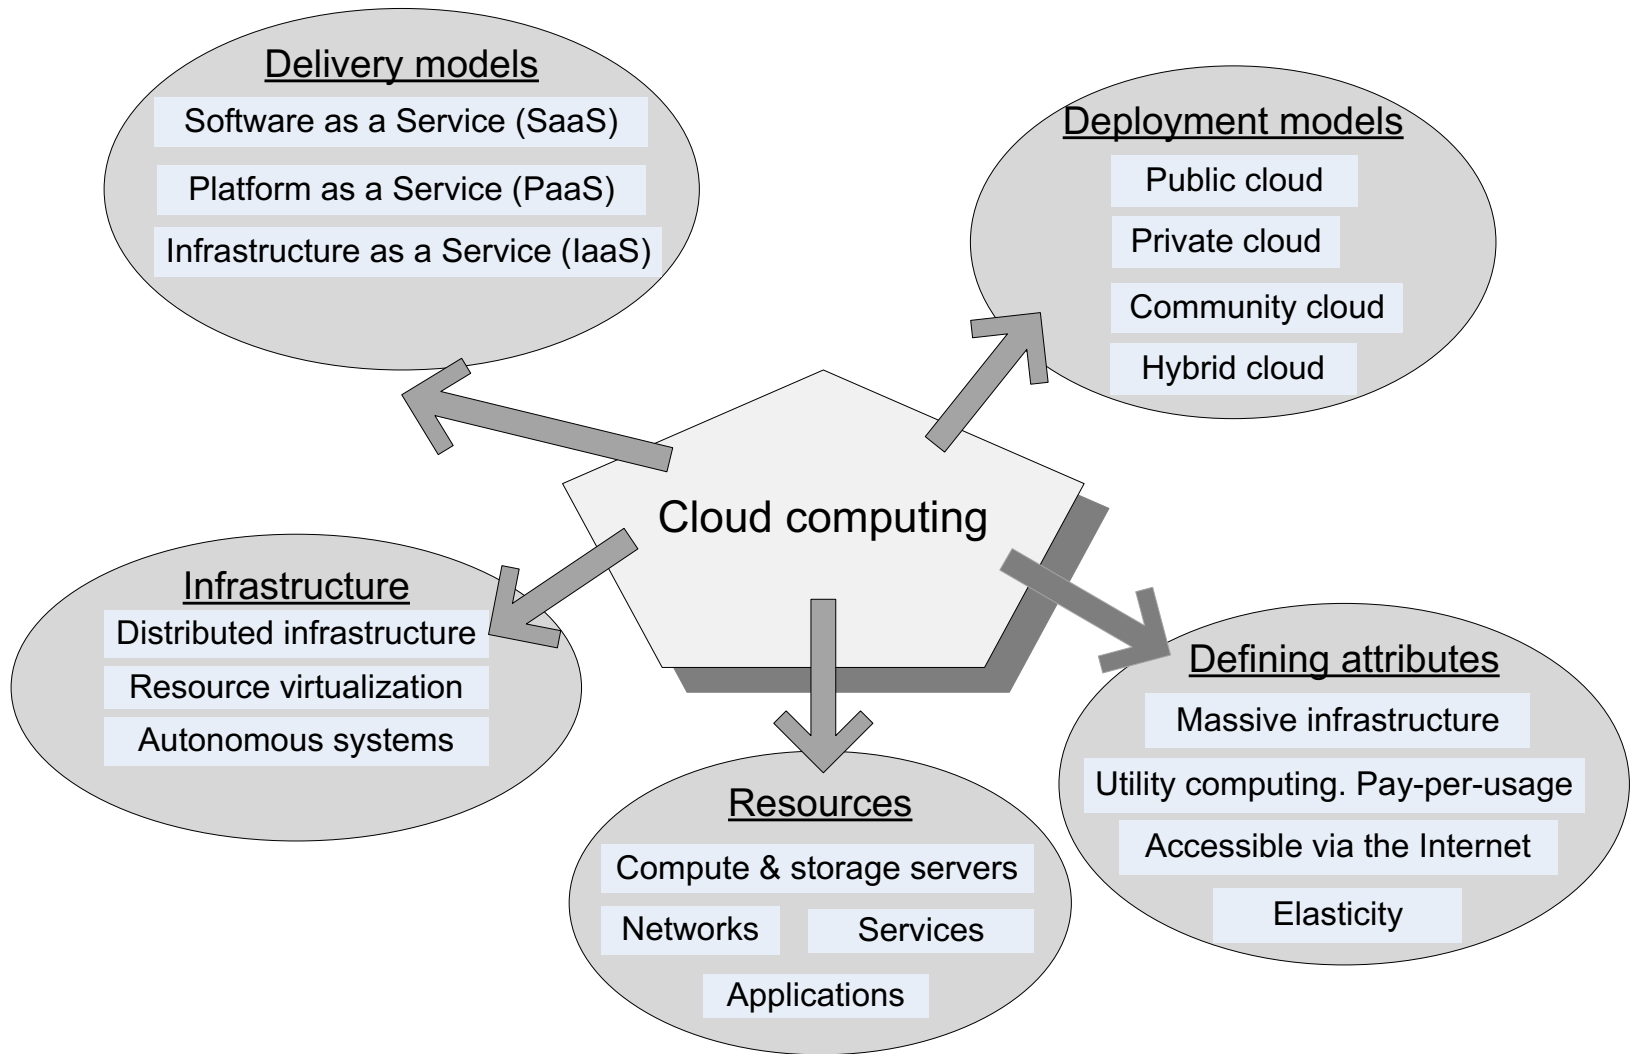 Delivery models
Software as a Service (SaaS)
Platform as a Service (PaaS)
Infrastructure as a Service (IaaS)
Deployment models
Public cloud
Private cloud
Community cloud
Hybrid cloud
Cloud computing
Infrastructure
Distributed infrastructure
Resource virtualization
Autonomous systems
Resources
Compute & storage servers
Networks
Services
Applications
Defining attributes
Massive infrastructure
Utility computing. Pay-per-usage
Accessible via the Internet
Elasticity